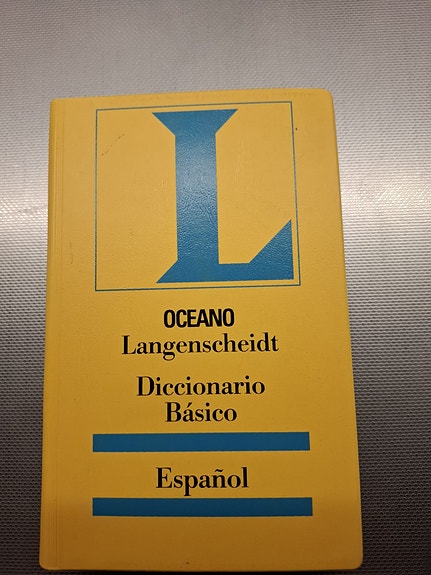 L
OCEANO
Langenscheidt
Diccionario
Básico
Español